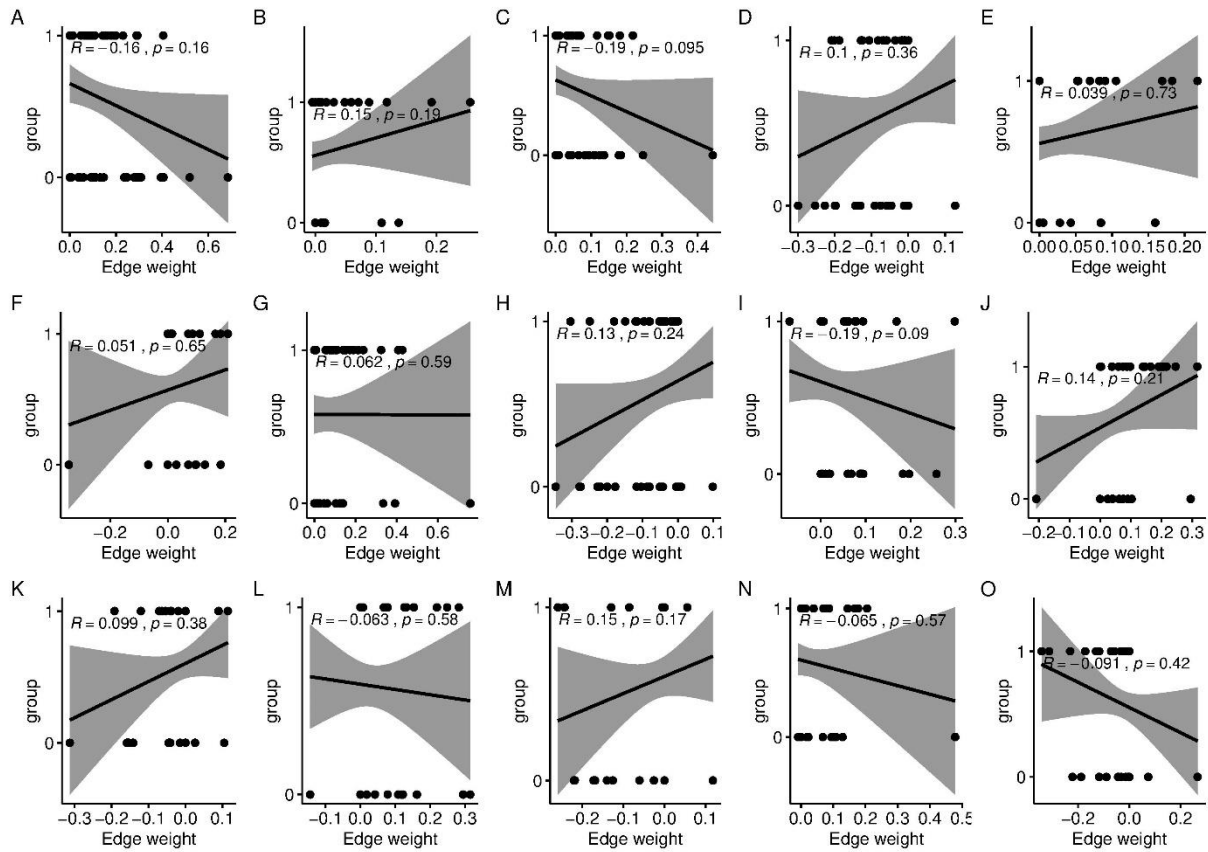 A
1
group
0
R = −0.16 , p = 0.16
0.0 0.2 0.4 0.6
Edge weight
B
1
group
0
R = 0.15 , p = 0.19
0.0 0.1 0.2
Edge weight
C
1
group
0
R = −0.19 , p = 0.095
0.0 0.1 0.2 0.3 0.4
Edge weight
D
1
group
0
R = 0.1 , p = 0.36
−0.3 −0.2 −0.1 0.0 0.1
Edge weight
E
1
group
0
R = 0.039 , p = 0.73
0.00 0.05 0.10 0.15 0.20
Edge weight
F
1
group
0
R = 0.051 , p = 0.65
−0.2 0.0 0.2
Edge weight
G
1
group
0
R = 0.062 , p = 0.59
0.0 0.2 0.4 0.6
Edge weight
H
1
group
0
R = 0.13 , p = 0.24
−0.3 −0.2 −0.1 0.0 0.1
Edge weight
I
1
group
0
R = −0.19 , p = 0.09
0.0 0.1 0.2 0.3
Edge weight
J
1
group
0
R = 0.14 , p = 0.21
−0.2 −0.1 0.0 0.1 0.2 0.3
Edge weight
K
1
group
0
R = 0.099 , p = 0.38
−0.3 −0.2 −0.1 0.0 0.1
Edge weight
L
1
group
0
R = −0.063 , p = 0.58
−0.1 0.0 0.1 0.2 0.3
Edge weight
M
1
group
0
R = 0.15 , p = 0.17
−0.2 −0.1 0.0 0.1
Edge weight
N
1
group
0
R = −0.065 , p = 0.57
0.0 0.1 0.2 0.3 0.4 0.5
Edge weight
O
1
group
0
R = −0.091 , p = 0.42
−0.2 0.0 0.2
Edge weight